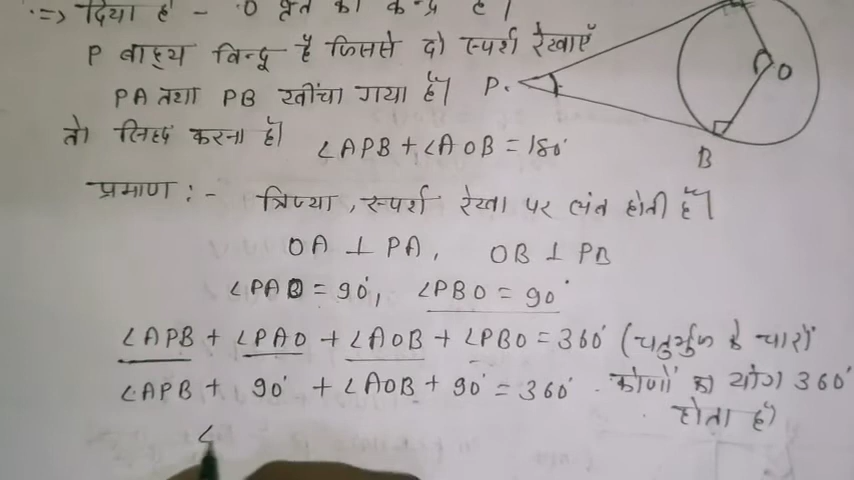 ⇒ दिया है - O वृत का केन्द्र है।
P बाह्य विन्दू है जिससे दो स्पर्श रेखाएँ
PA तथा PB खींचा गया है।
तो सिद्ध करना है। ∠APB + ∠AOB = 180°
P. O
B
प्रमाण :- त्रिज्या, स्पर्श रेखा पर लंव होती है।
OA ⊥ PA, OB ⊥ PB
∠PAO = 90°, ∠PBO = 90°
∠APB + ∠PAO + ∠AOB + ∠PBO = 360° (चतुर्भुज के चारों
∠APB + 90° + ∠AOB + 90° = 360° कोणों का योग 360°
होता है)
∠